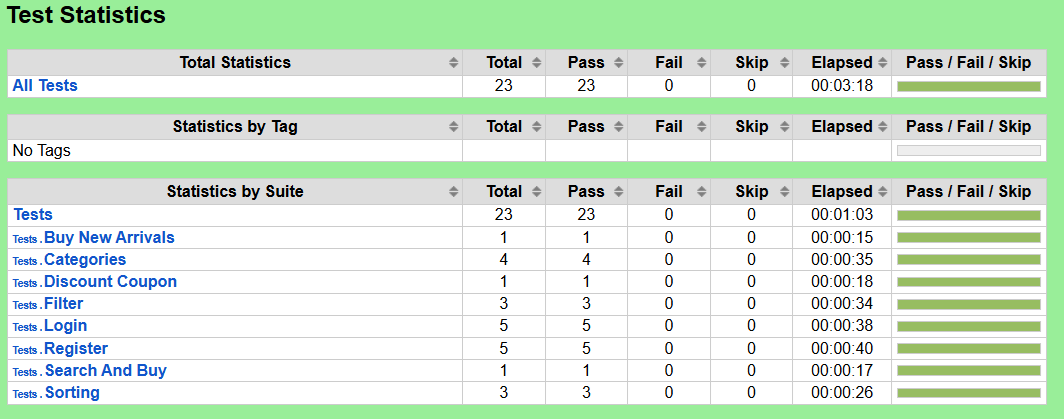 Test Statistics
Total Statistics Total Pass Fail Skip Elapsed Pass / Fail / Skip
All Tests 23 23 0 0 00:03:18
Statistics by Tag Total Pass Fail Skip Elapsed Pass / Fail / Skip
No Tags
Statistics by Suite Total Pass Fail Skip Elapsed Pass / Fail / Skip
Tests 23 23 0 0 00:01:03
Tests . Buy New Arrivals 1 1 0 0 00:00:15
Tests . Categories 4 4 0 0 00:00:35
Tests . Discount Coupon 1 1 0 0 00:00:18
Tests . Filter 3 3 0 0 00:00:34
Tests . Login 5 5 0 0 00:00:38
Tests . Register 5 5 0 0 00:00:40
Tests . Search And Buy 1 1 0 0 00:00:17
Tests . Sorting 3 3 0 0 00:00:26